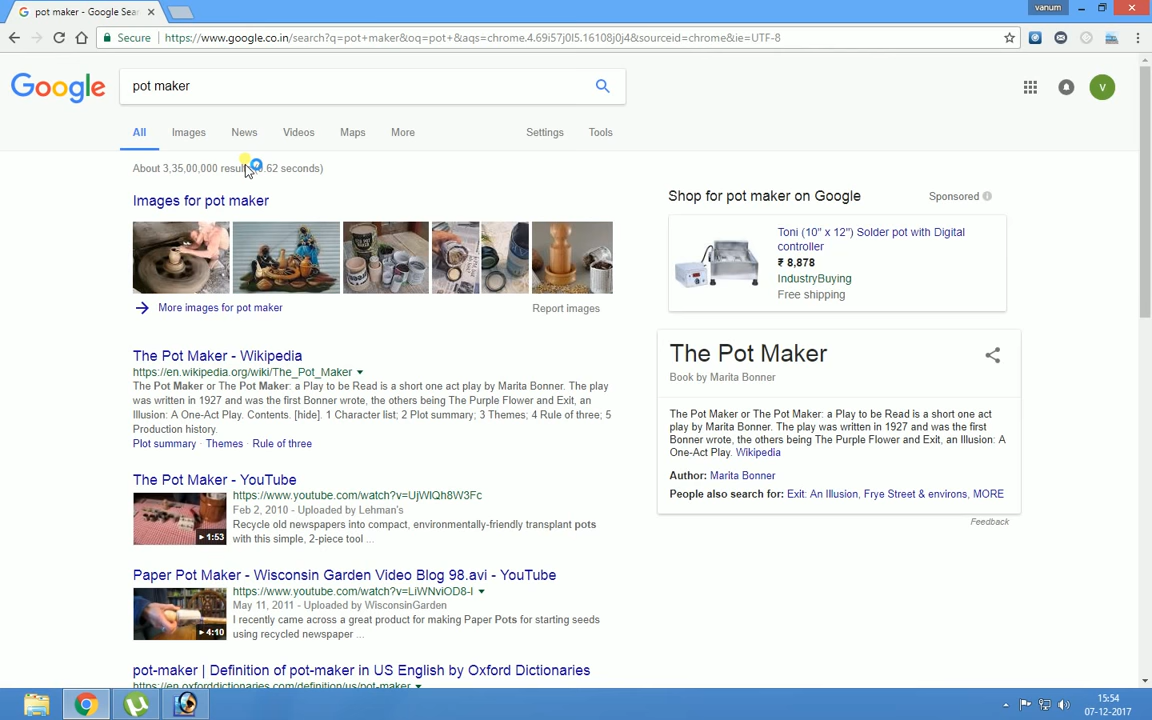 pot maker - Google Sear
vanum
Secure
https://www.google.co.in/search?q=pot+maker&oq=pot+&aqs=chrome.4.69i57j0l5.16108j0j4&sourceid=chrome&ie=UTF-8
Google
pot maker
V
All Images News Videos Maps More Settings Tools
About 3,35,00,000 .62 seconds)
Images for pot maker
More images for pot maker
Report images
The Pot Maker - Wikipedia
https://en.wikipedia.org/wiki/The_Pot_Maker
The Pot Maker or The Pot Maker: a Play to be Read is a short one act play by Marita Bonner. The play
was written in 1927 and was the first Bonner wrote, the others being The Purple Flower and Exit, an
Illusion: A One-Act Play. Contents. [hide]. 1 Character list; 2 Plot summary; 3 Themes; 4 Rule of three; 5
Production history.
Plot summary · Themes · Rule of three
The Pot Maker - YouTube
https://www.youtube.com/watch?v=UjWlQh8W3Fc
Feb 2, 2010 - Uploaded by Lehman's
Recycle old newspapers into compact, environmentally-friendly transplant pots
with this simple, 2-piece tool ...
1:53
Paper Pot Maker - Wisconsin Garden Video Blog 98.avi - YouTube
https://www.youtube.com/watch?v=LiWNviOD8-I
May 11, 2011 - Uploaded by WisconsinGarden
I recently came across a great product for making Paper Pots for starting seeds
using recycled newspaper ...
4:10
pot-maker | Definition of pot-maker in US English by Oxford Dictionaries
https://en.oxforddictionaries.com/definition/us/pot-maker
Shop for pot maker on Google
Sponsored
Toni (10" x 12") Solder pot with Digital
controller
₹ 8,878
IndustryBuying
Free shipping
The Pot Maker
Book by Marita Bonner
The Pot Maker or The Pot Maker: a Play to be Read is a short one act
play by Marita Bonner. The play was written in 1927 and was the first
Bonner wrote, the others being The Purple Flower and Exit, an Illusion: A
One-Act Play. Wikipedia
Author: Marita Bonner
People also search for: Exit: An Illusion, Frye Street & environs, MORE
Feedback
15:54
07-12-2017